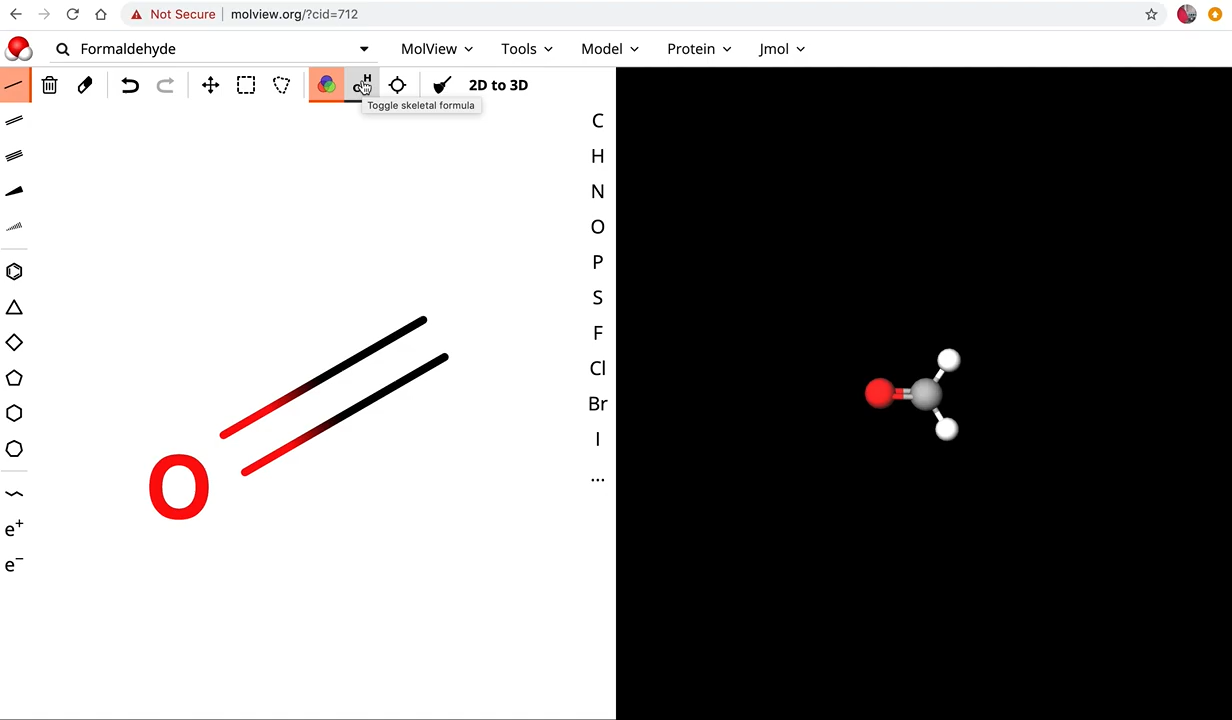 Not Secure molview.org/?cid=712
Formaldehyde MolView Tools Model Protein Jmol
C H 2D to 3D
Toggle skeletal formula
C
H
N
O
P
S
F
Cl
Br
I
...
O
e+
e−